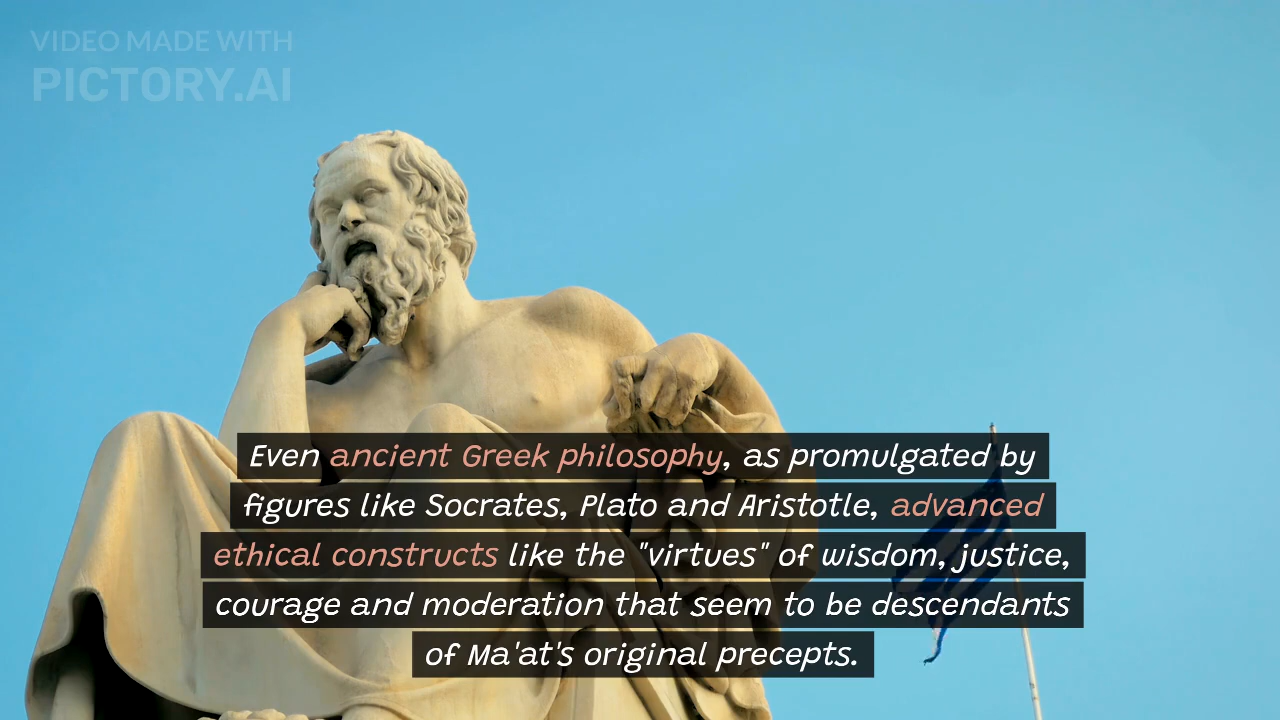 VIDEO MADE WITH
PICTORY.AI
Even ancient Greek philosophy, as promulgated by
figures like Socrates, Plato and Aristotle, advanced
ethical constructs like the "virtues" of wisdom, justice,
courage and moderation that seem to be descendants
of Ma'at's original precepts.